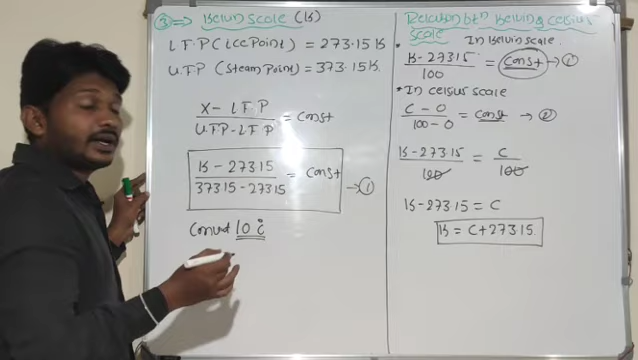 ③ ⟹ Kelvin scale (K)
L.F.P (Ice Point) = 273.15 K
U.F.P (Steam Point) = 373.15 K.
X - LFP / U.F.P - L.F.P = Const
K - 273.15 / 373.15 - 273.15 = Const → ①
Convert 10 °C
Relation btn Kelvin & Celsius
scale
* In Kelvin scale.
K - 273.15 / 100 = Const → ①
* In celsius scale
C - 0 / 100 - 0 = Const → ②
K - 273.15 / 100 = C / 100
K - 273.15 = C
K = C + 273.15.